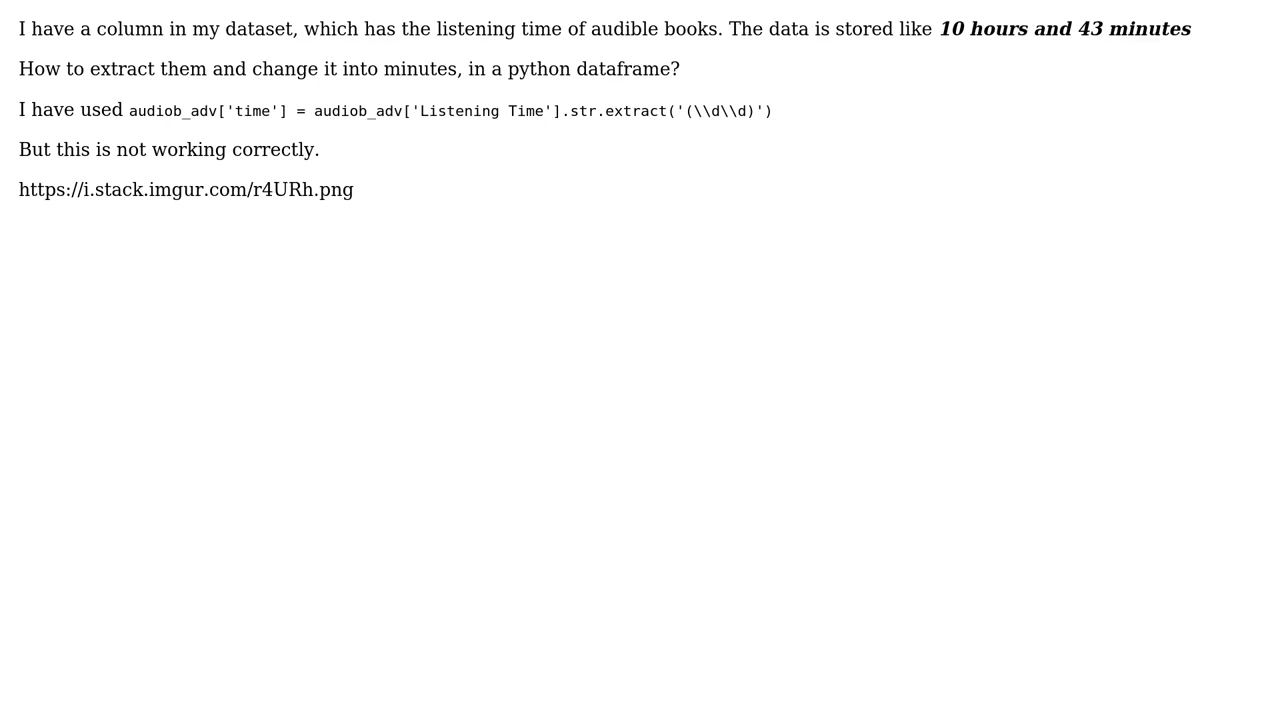 I have a column in my dataset, which has the listening time of audible books. The data is stored like 10 hours and 43 minutes
How to extract them and change it into minutes, in a python dataframe?
I have used audiob_adv['time'] = audiob_adv['Listening Time'].str.extract('(\\d\\d)')
But this is not working correctly.
https://i.stack.imgur.com/r4URh.png